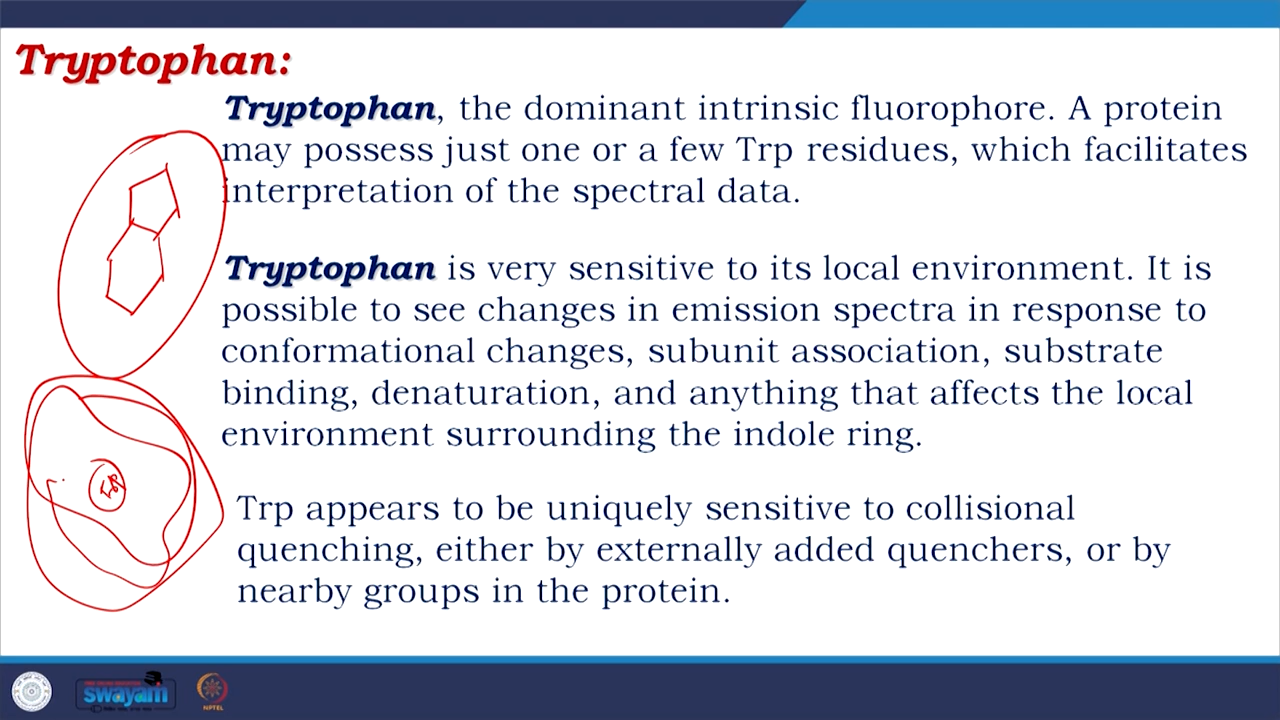 Tryptophan:
Tryptophan, the dominant intrinsic fluorophore. A protein
may possess just one or a few Trp residues, which facilitates
interpretation of the spectral data.
Tryptophan is very sensitive to its local environment. It is
possible to see changes in emission spectra in response to
conformational changes, subunit association, substrate
binding, denaturation, and anything that affects the local
environment surrounding the indole ring.
Trp
Trp appears to be uniquely sensitive to collisional
quenching, either by externally added quenchers, or by
nearby groups in the protein.
swayam
NPTEL